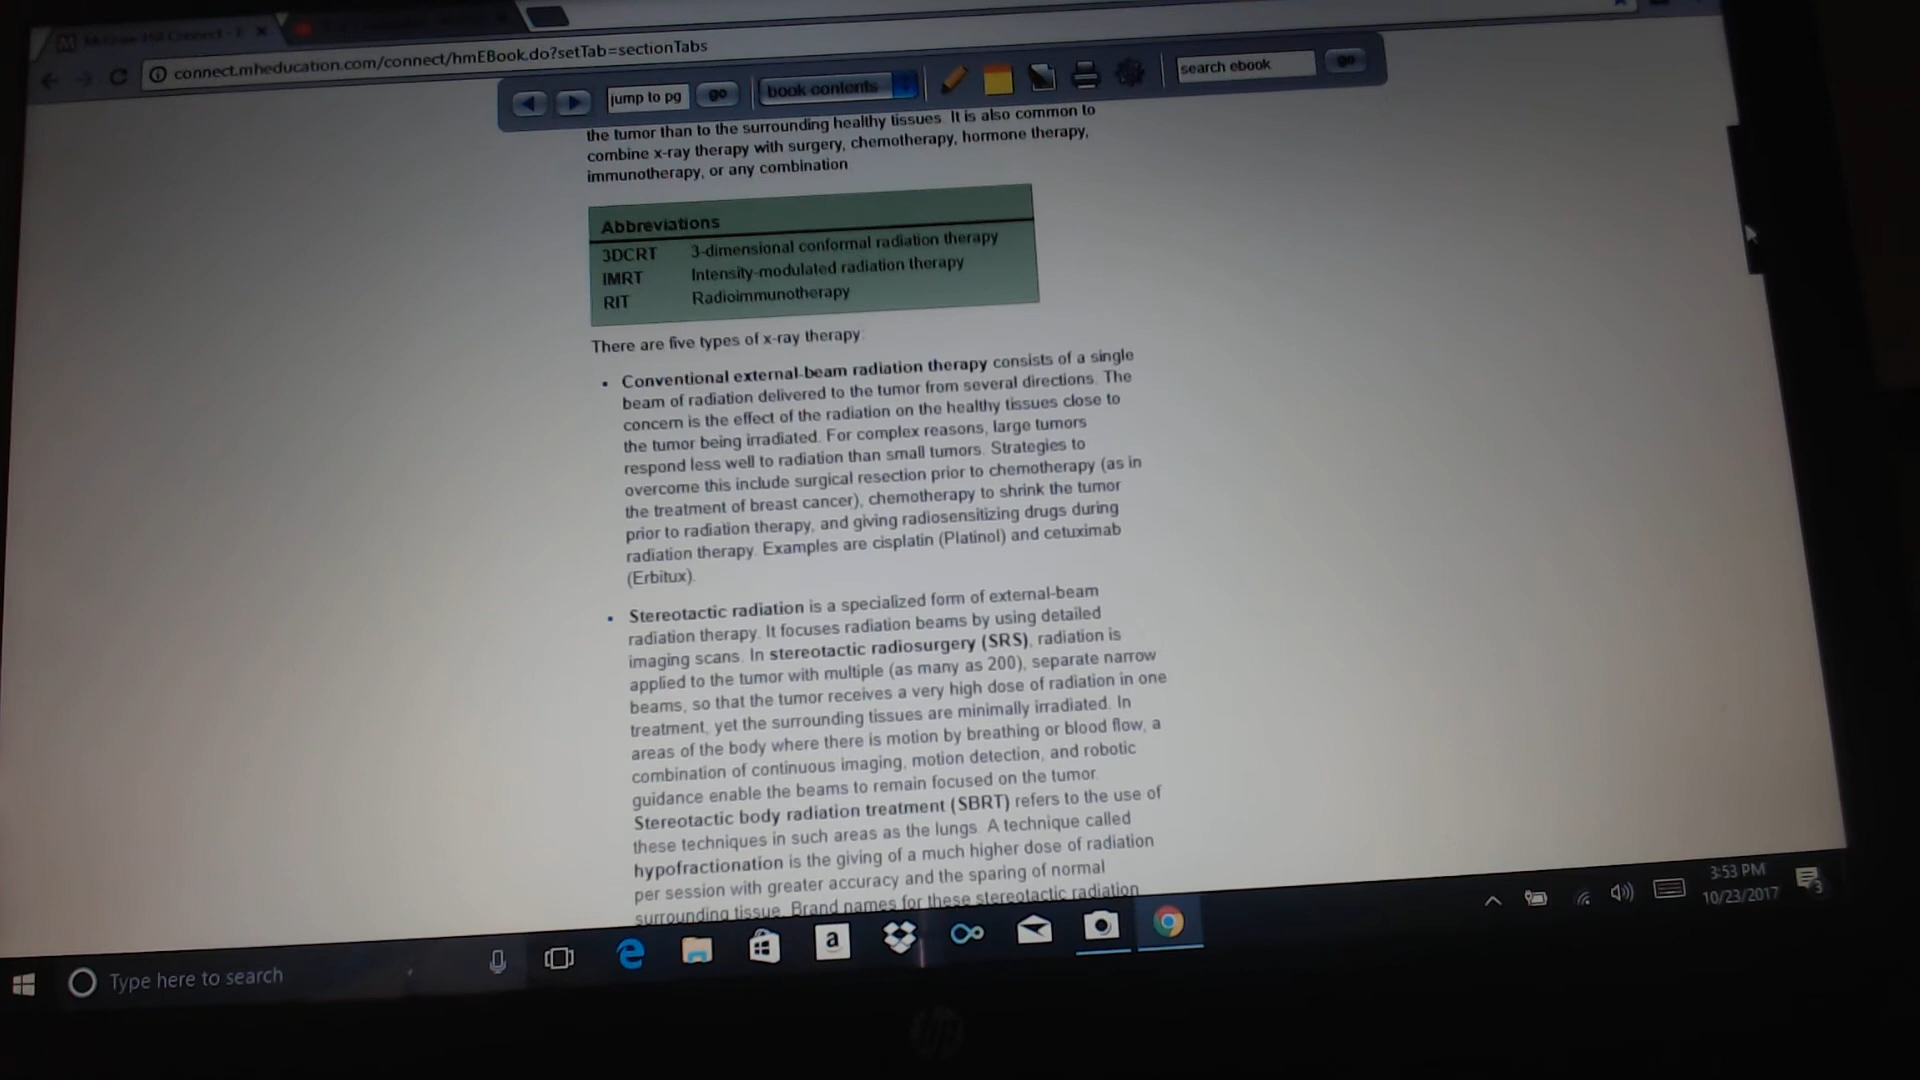 connect.mheducation.com/connect/hmEBook.do?setTab=sectionTabs
jump to pg go book contents search ebook go
the tumor than to the surrounding healthy tissues. It is also common to
combine x-ray therapy with surgery, chemotherapy, hormone therapy,
immunotherapy, or any combination
Abbreviations
3DCRT 3-dimensional conformal radiation therapy
IMRT Intensity-modulated radiation therapy
RIT Radioimmunotherapy
There are five types of x-ray therapy:
• Conventional external-beam radiation therapy consists of a single
beam of radiation delivered to the tumor from several directions. The
concern is the effect of the radiation on the healthy tissues close to
the tumor being irradiated. For complex reasons, large tumors
respond less well to radiation than small tumors. Strategies to
overcome this include surgical resection prior to chemotherapy (as in
the treatment of breast cancer), chemotherapy to shrink the tumor
prior to radiation therapy, and giving radiosensitizing drugs during
radiation therapy. Examples are cisplatin (Platinol) and cetuximab
(Erbitux).
• Stereotactic radiation is a specialized form of external-beam
radiation therapy. It focuses radiation beams by using detailed
imaging scans. In stereotactic radiosurgery (SRS), radiation is
applied to the tumor with multiple (as many as 200), separate narrow
beams, so that the tumor receives a very high dose of radiation in one
treatment, yet the surrounding tissues are minimally irradiated. In
areas of the body where there is motion by breathing or blood flow, a
combination of continuous imaging, motion detection, and robotic
guidance enable the beams to remain focused on the tumor.
Stereotactic body radiation treatment (SBRT) refers to the use of
these techniques in such areas as the lungs. A technique called
hypofractionation is the giving of a much higher dose of radiation
per session with greater accuracy and the sparing of normal
surrounding tissue. Brand names for these stereotactic radiation
3:53 PM
10/23/2017
3
Type here to search
a
hp